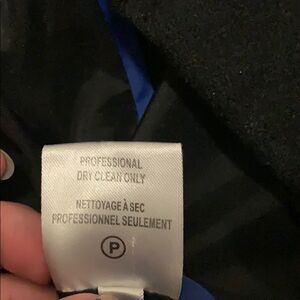 PROFESSIONAL
DRY CLEAN ONLY
NETTOYAGE À SEC
PROFESSIONNEL SEULEMENT
P